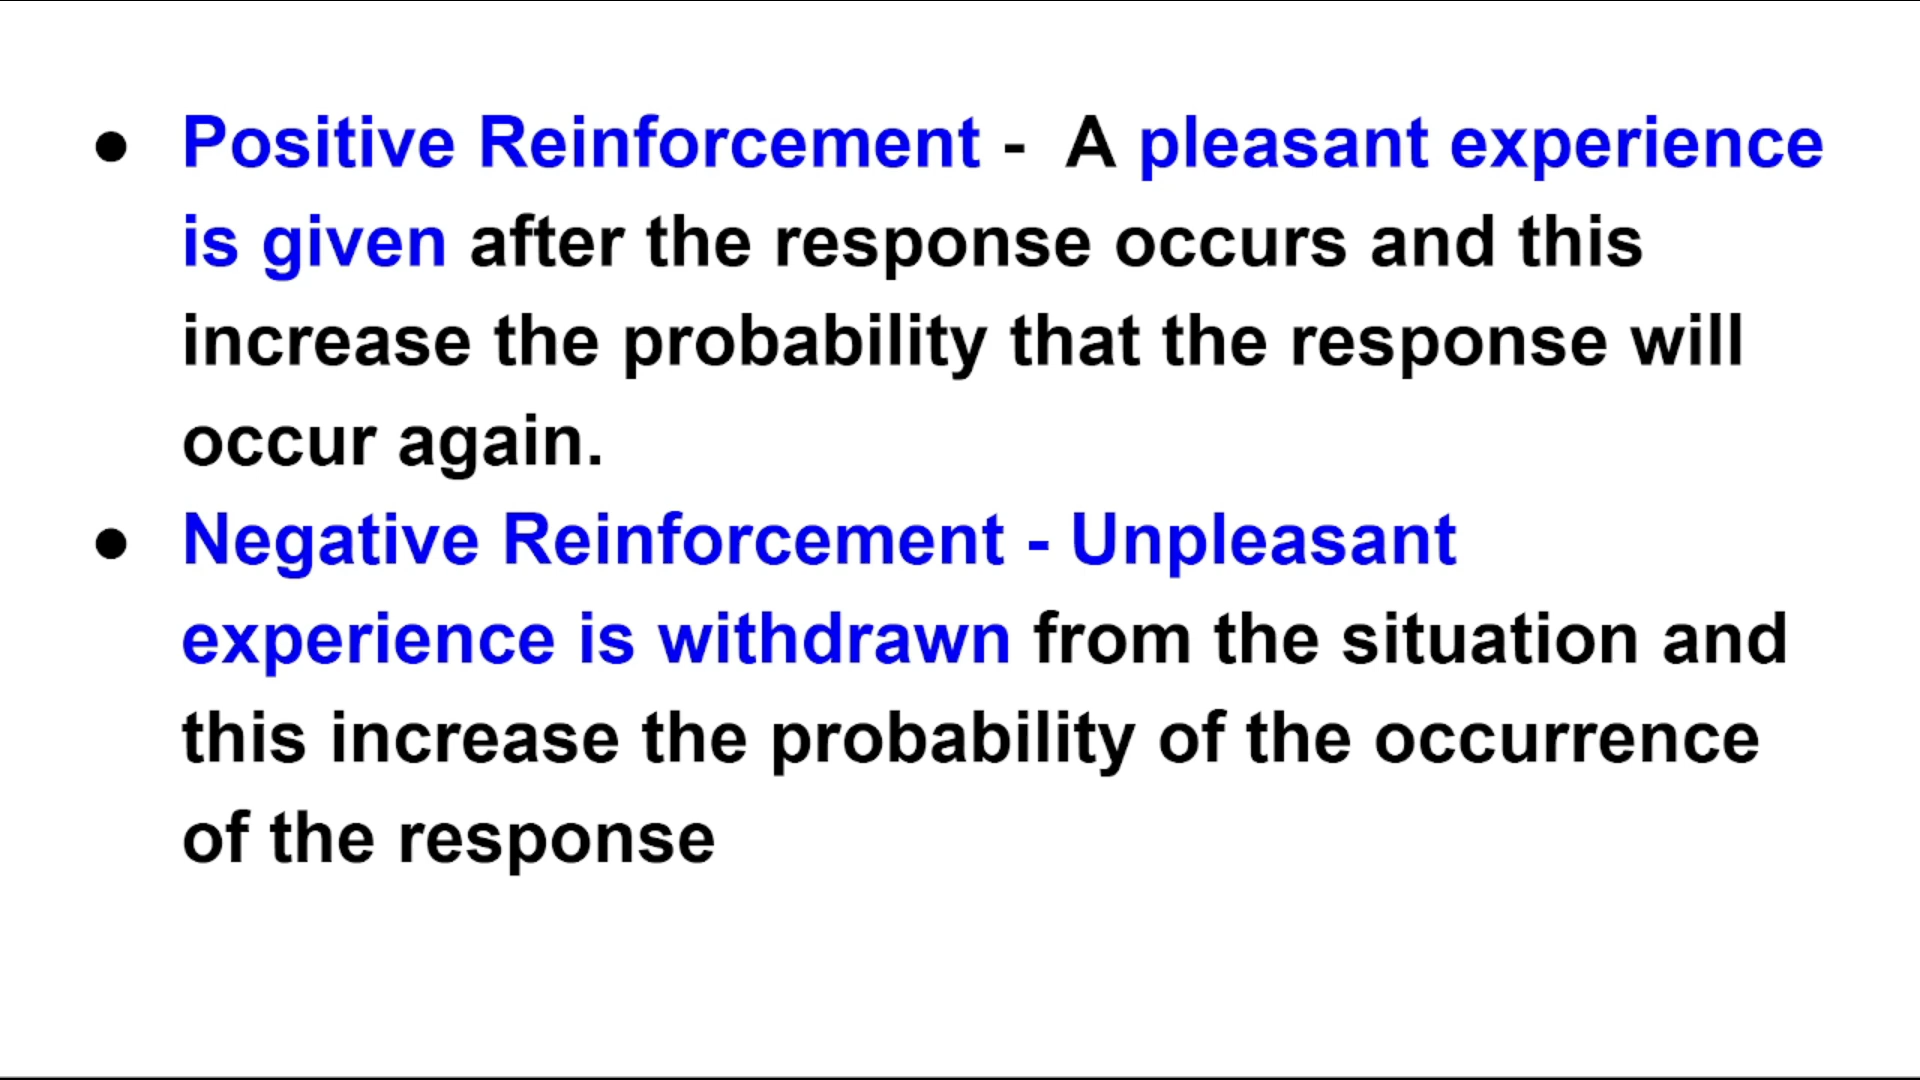 ● Positive Reinforcement - A pleasant experience
is given after the response occurs and this
increase the probability that the response will
occur again.
● Negative Reinforcement - Unpleasant
experience is withdrawn from the situation and
this increase the probability of the occurrence
of the response